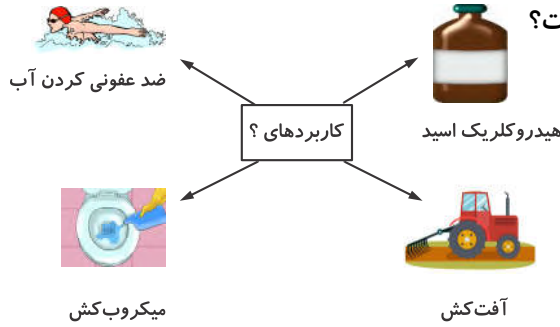 ت؟
ضد عفونی کردن آب
هیدروکلریک اسید
کاربردهای ؟
میکروب‌کش
آفت‌کش